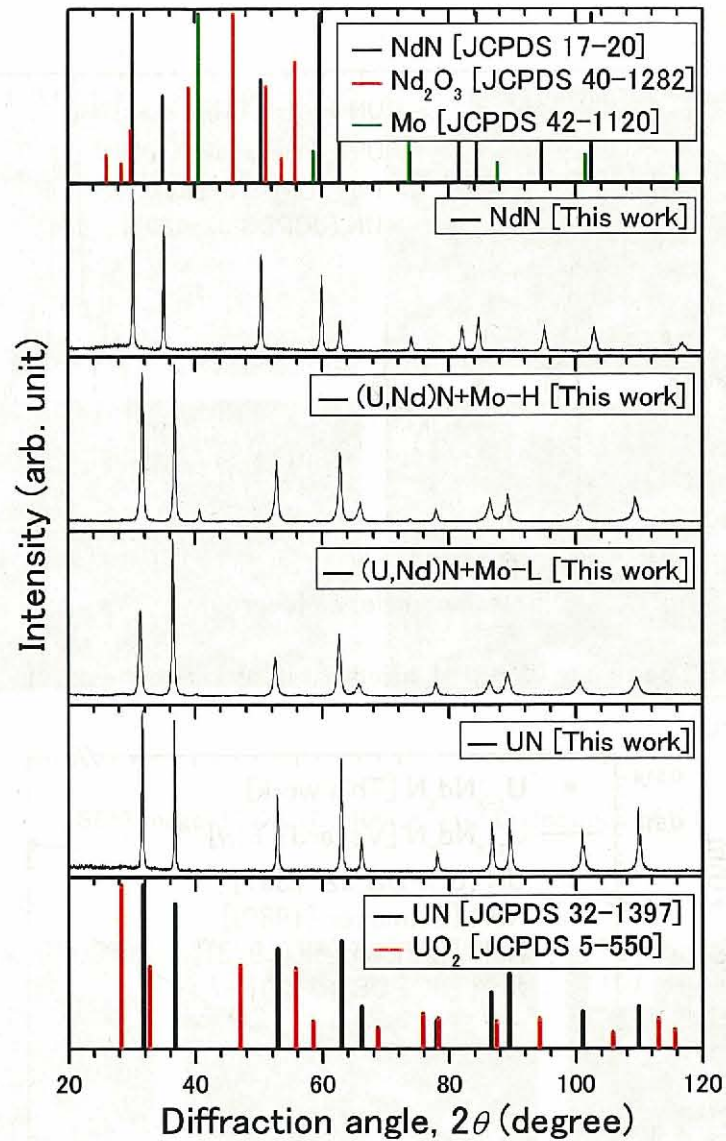 NdN [JCPDS 17-20]
Nd2O3 [JCPDS 40-1282]
Mo [JCPDS 42-1120]
NdN [This work]
(U,Nd)N+Mo-H [This work]
(U,Nd)N+Mo-L [This work]
UN [This work]
UN [JCPDS 32-1397]
UO2 [JCPDS 5-550]
Intensity (arb. unit)
20 40 60 80 100 120
Diffraction angle, 2θ (degree)